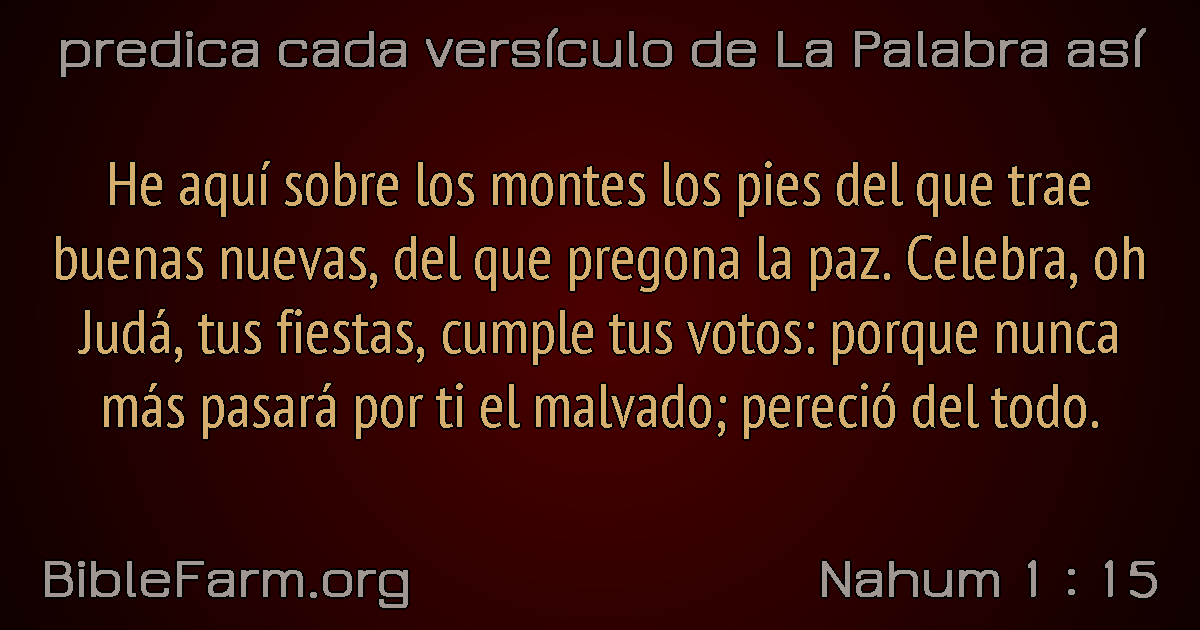 predica cada versículo de La Palabra así
He aquí sobre los montes los pies del que trae
buenas nuevas, del que pregona la paz. Celebra, oh
Judá, tus fiestas, cumple tus votos: porque nunca
más pasará por ti el malvado; pereció del todo.
BibleFarm.org
Nahum 1 : 15